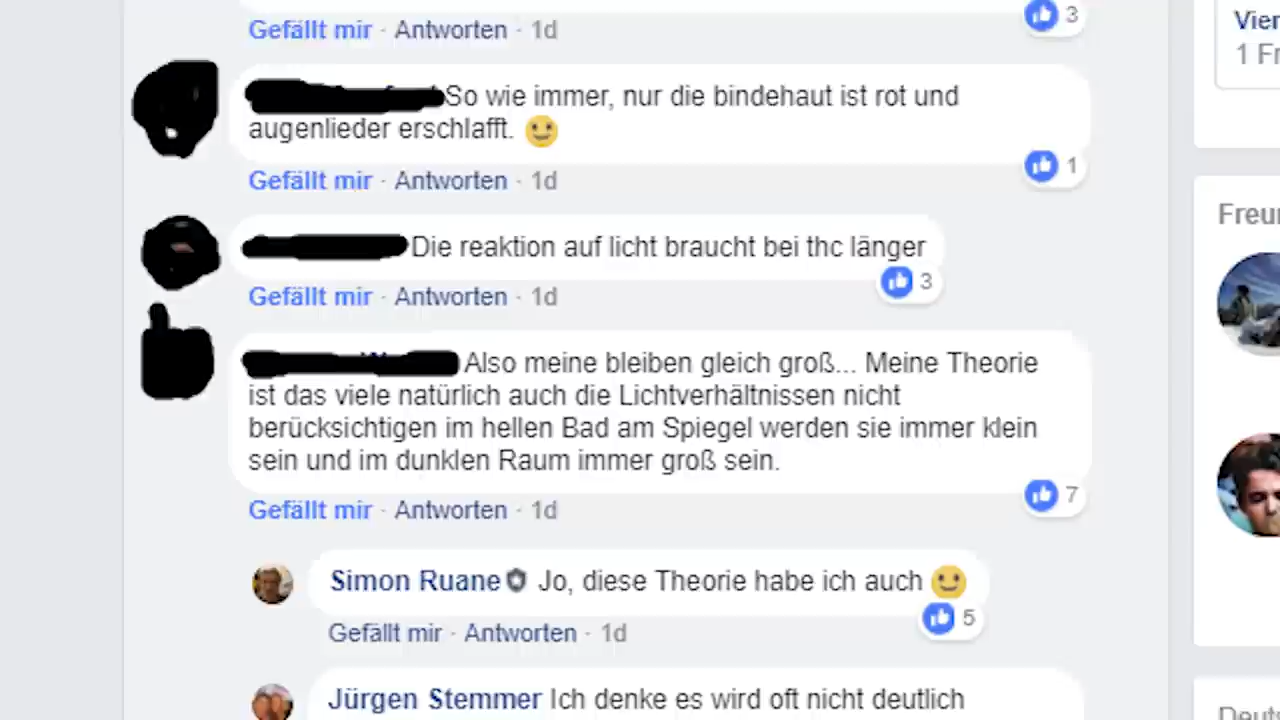 Gefällt mir · Antworten · 1d
3
So wie immer, nur die bindehaut ist rot und
augenlieder erschlafft.
Gefällt mir · Antworten · 1d
1
Die reaktion auf licht braucht bei thc länger
3
Gefällt mir · Antworten · 1d
Also meine bleiben gleich groß... Meine Theorie
ist das viele natürlich auch die Lichtverhältnissen nicht
berücksichtigen im hellen Bad am Spiegel werden sie immer klein
sein und im dunklen Raum immer groß sein.
Gefällt mir · Antworten · 1d
7
Simon Ruane Jo, diese Theorie habe ich auch
5
Gefällt mir · Antworten · 1d
Jürgen Stemmer Ich denke es wird oft nicht deutlich
Vier
1 Fr
Freun
Deuts